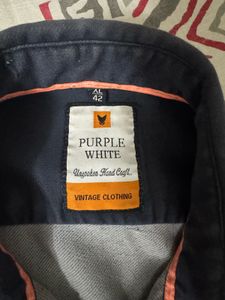 XL
42
PURPLE
WHITE
Unspoken Hand Craft.
VINTAGE CLOTHING